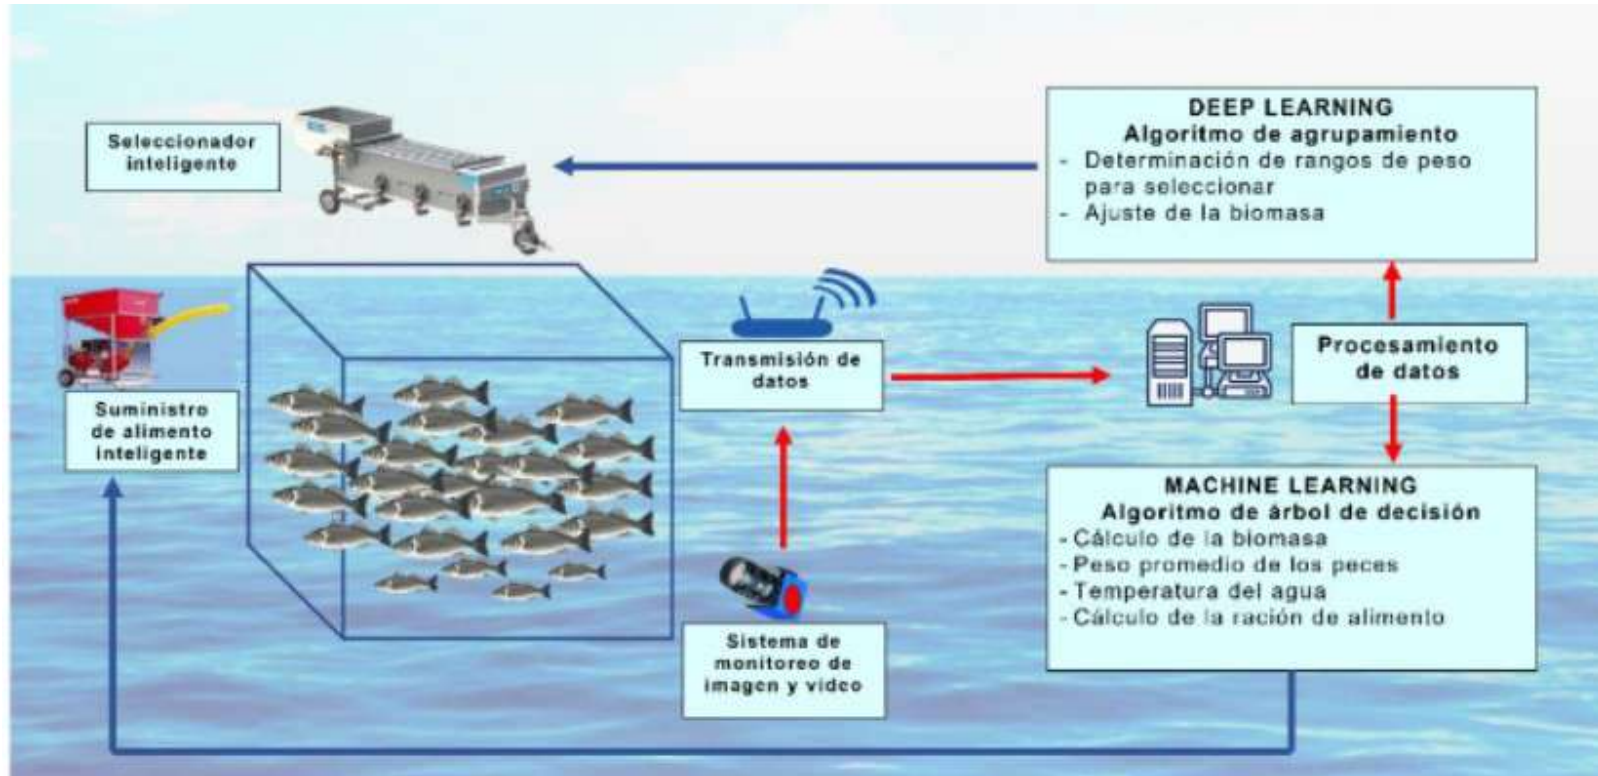 Seleccionador
inteligente
DEEP LEARNING
Algoritmo de agrupamiento
- Determinación de rangos de peso
para seleccionar
- Ajuste de la biomasa
Suministro
de alimento
inteligente
Transmisión de
datos
Procesamiento
de datos
Sistema de
monitoreo de
imagen y video
MACHINE LEARNING
Algoritmo de árbol de decisión
- Cálculo de la biomasa
- Peso promedio de los peces
- Temperatura del agua
- Cálculo de la ración de alimento